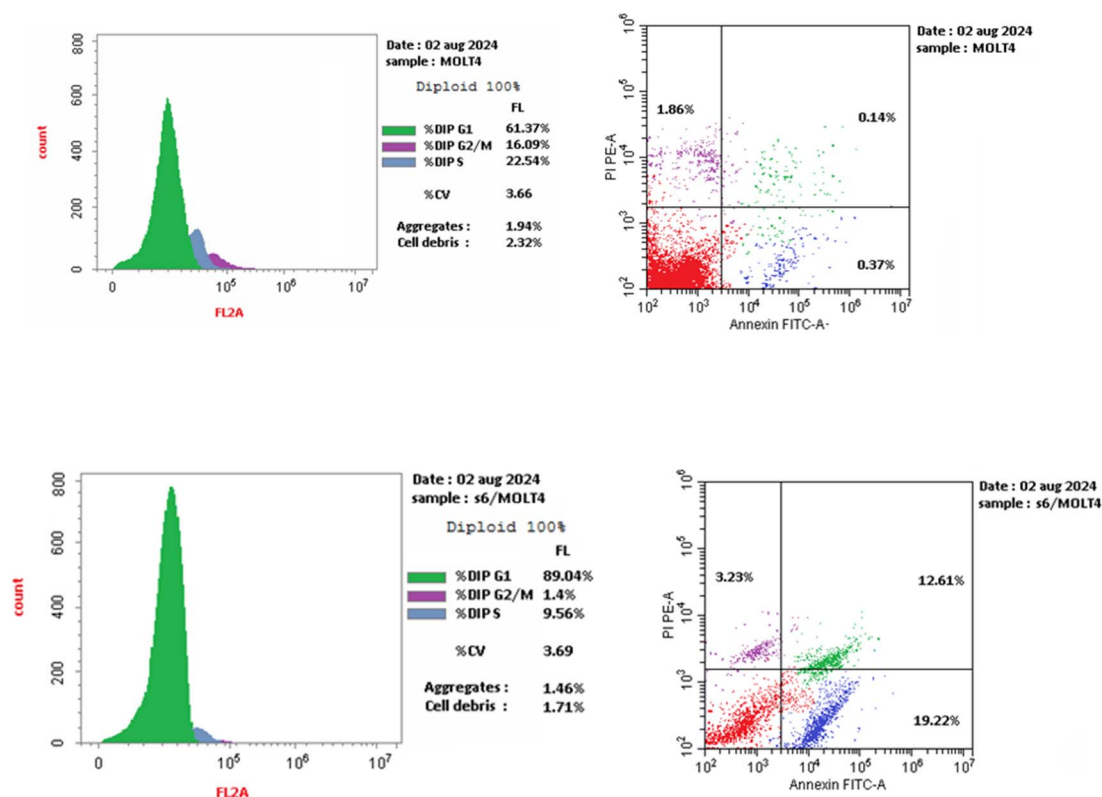 800
600
400
200
0
count
0
10^5
10^6
10^7
FL2A
Date : 02 aug 2024
sample : MOLT4
Diploid 100%
FL
%DIP G1 61.37%
%DIP G2/M 16.09%
%DIP S 22.54%
%CV 3.66
Aggregates : 1.94%
Cell debris : 2.32%
10^6
10^5
10^4
10^3
10^2
PI PE-A
1.86%
0.14%
0.37%
10^2 10^3 10^4 10^5 10^6 10^7
Annexin FITC-A-
Date : 02 aug 2024
sample : MOLT4
800
600
400
200
0
count
0
10^5
10^6
10^7
FL2A
Date : 02 aug 2024
sample : s6/MOLT4
Diploid 100%
FL
%DIP G1 89.04%
%DIP G2/M 1.4%
%DIP S 9.56%
%CV 3.69
Aggregates : 1.46%
Cell debris : 1.71%
10^6
10^5
10^4
10^3
10^2
PI PE-A
3.23%
12.61%
19.22%
10^2 10^3 10^4 10^5 10^6 10^7
Annexin FITC-A
Date : 02 aug 2024
sample : s6/MOLT4